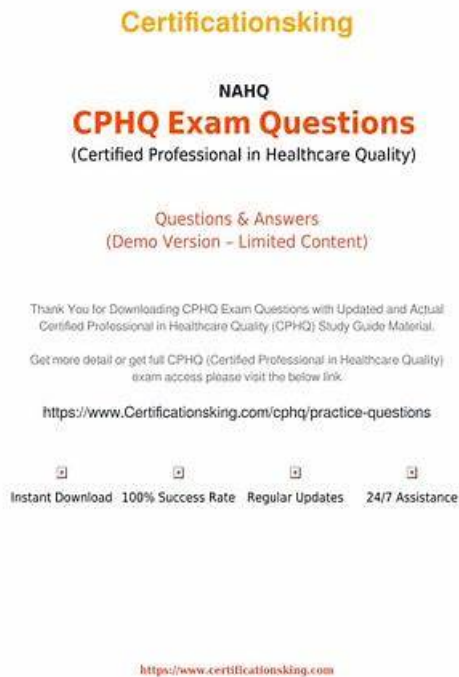 Certificationsking
NAHQ
CPHQ Exam Questions
(Certified Professional in Healthcare Quality)
Questions & Answers
(Demo Version – Limited Content)
Thank You for Downloading CPHQ Exam Questions with Updated and Actual
Certified Professional in Healthcare Quality (CPHQ) Study Guide Material.
Get more detail or get full CPHQ (Certified Professional in Healthcare Quality)
exam access please visit the below link.
https://www.Certificationsking.com/cphq/practice-questions
Instant Download 100% Success Rate Regular Updates 24/7 Assistance
https://www.certificationsking.com